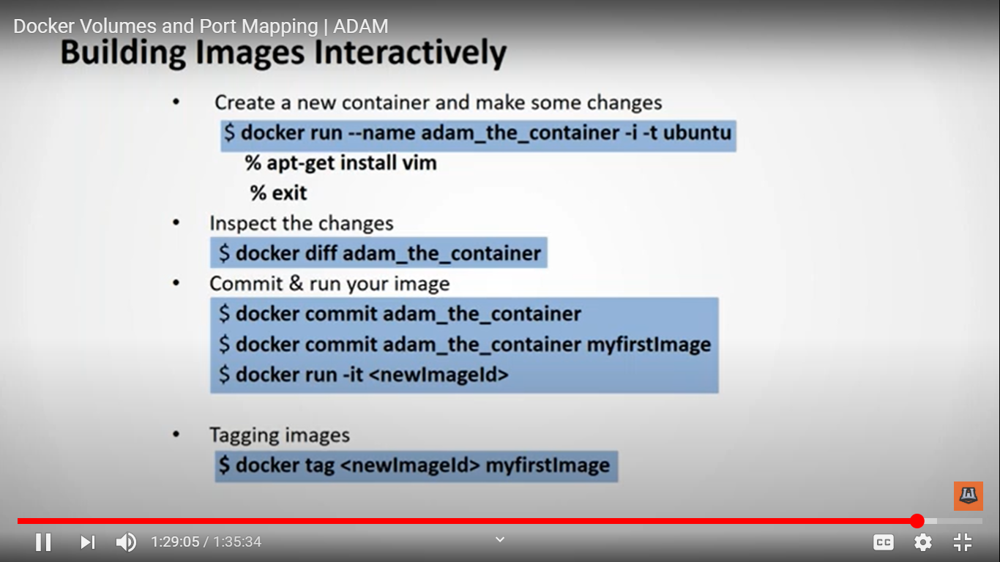 Docker Volumes and Port Mapping | ADAM
Building Images Interactively
• Create a new container and make some changes
$ docker run --name adam_the_container -i -t ubuntu
% apt-get install vim
% exit
• Inspect the changes
$ docker diff adam_the_container
• Commit & run your image
$ docker commit adam_the_container
$ docker commit adam_the_container myfirstImage
$ docker run -it <newImageId>
• Tagging images
$ docker tag <newImageId> myfirstImage
1:29:05 / 1:35:34
CC